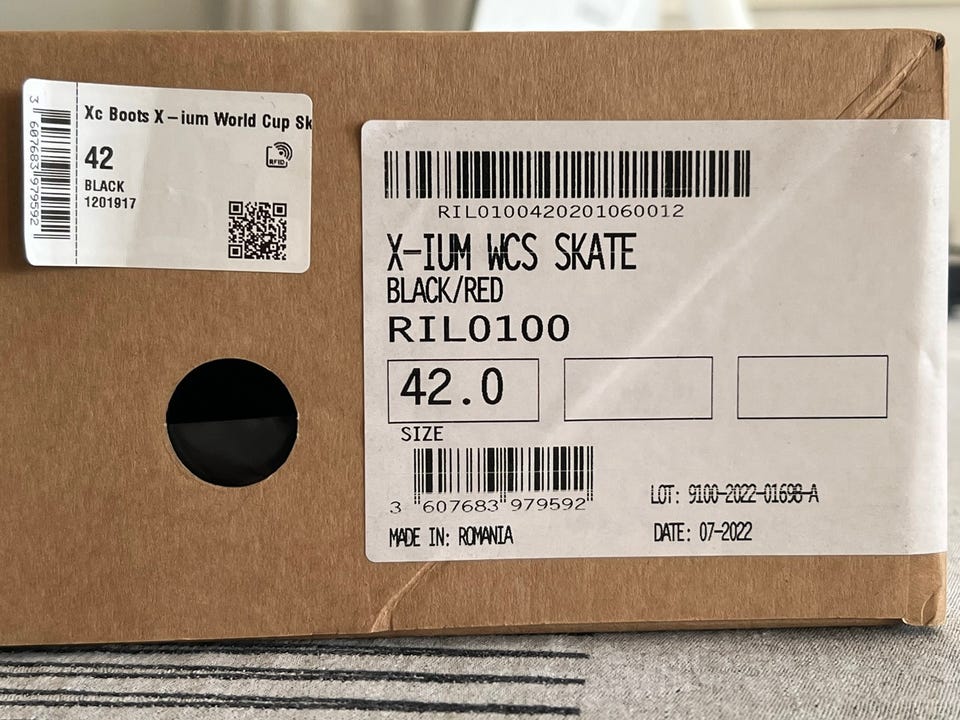 Xc Boots X-ium World Cup Sk
42
RFID
BLACK
1201917
3 607683 979592
RIL0100420201060012
X-IUM WCS SKATE
BLACK/RED
RIL0100
42.0
SIZE
3 607683 979592
LOT: 9100-2022-01698-A
MADE IN: ROMANIA
DATE: 07-2022